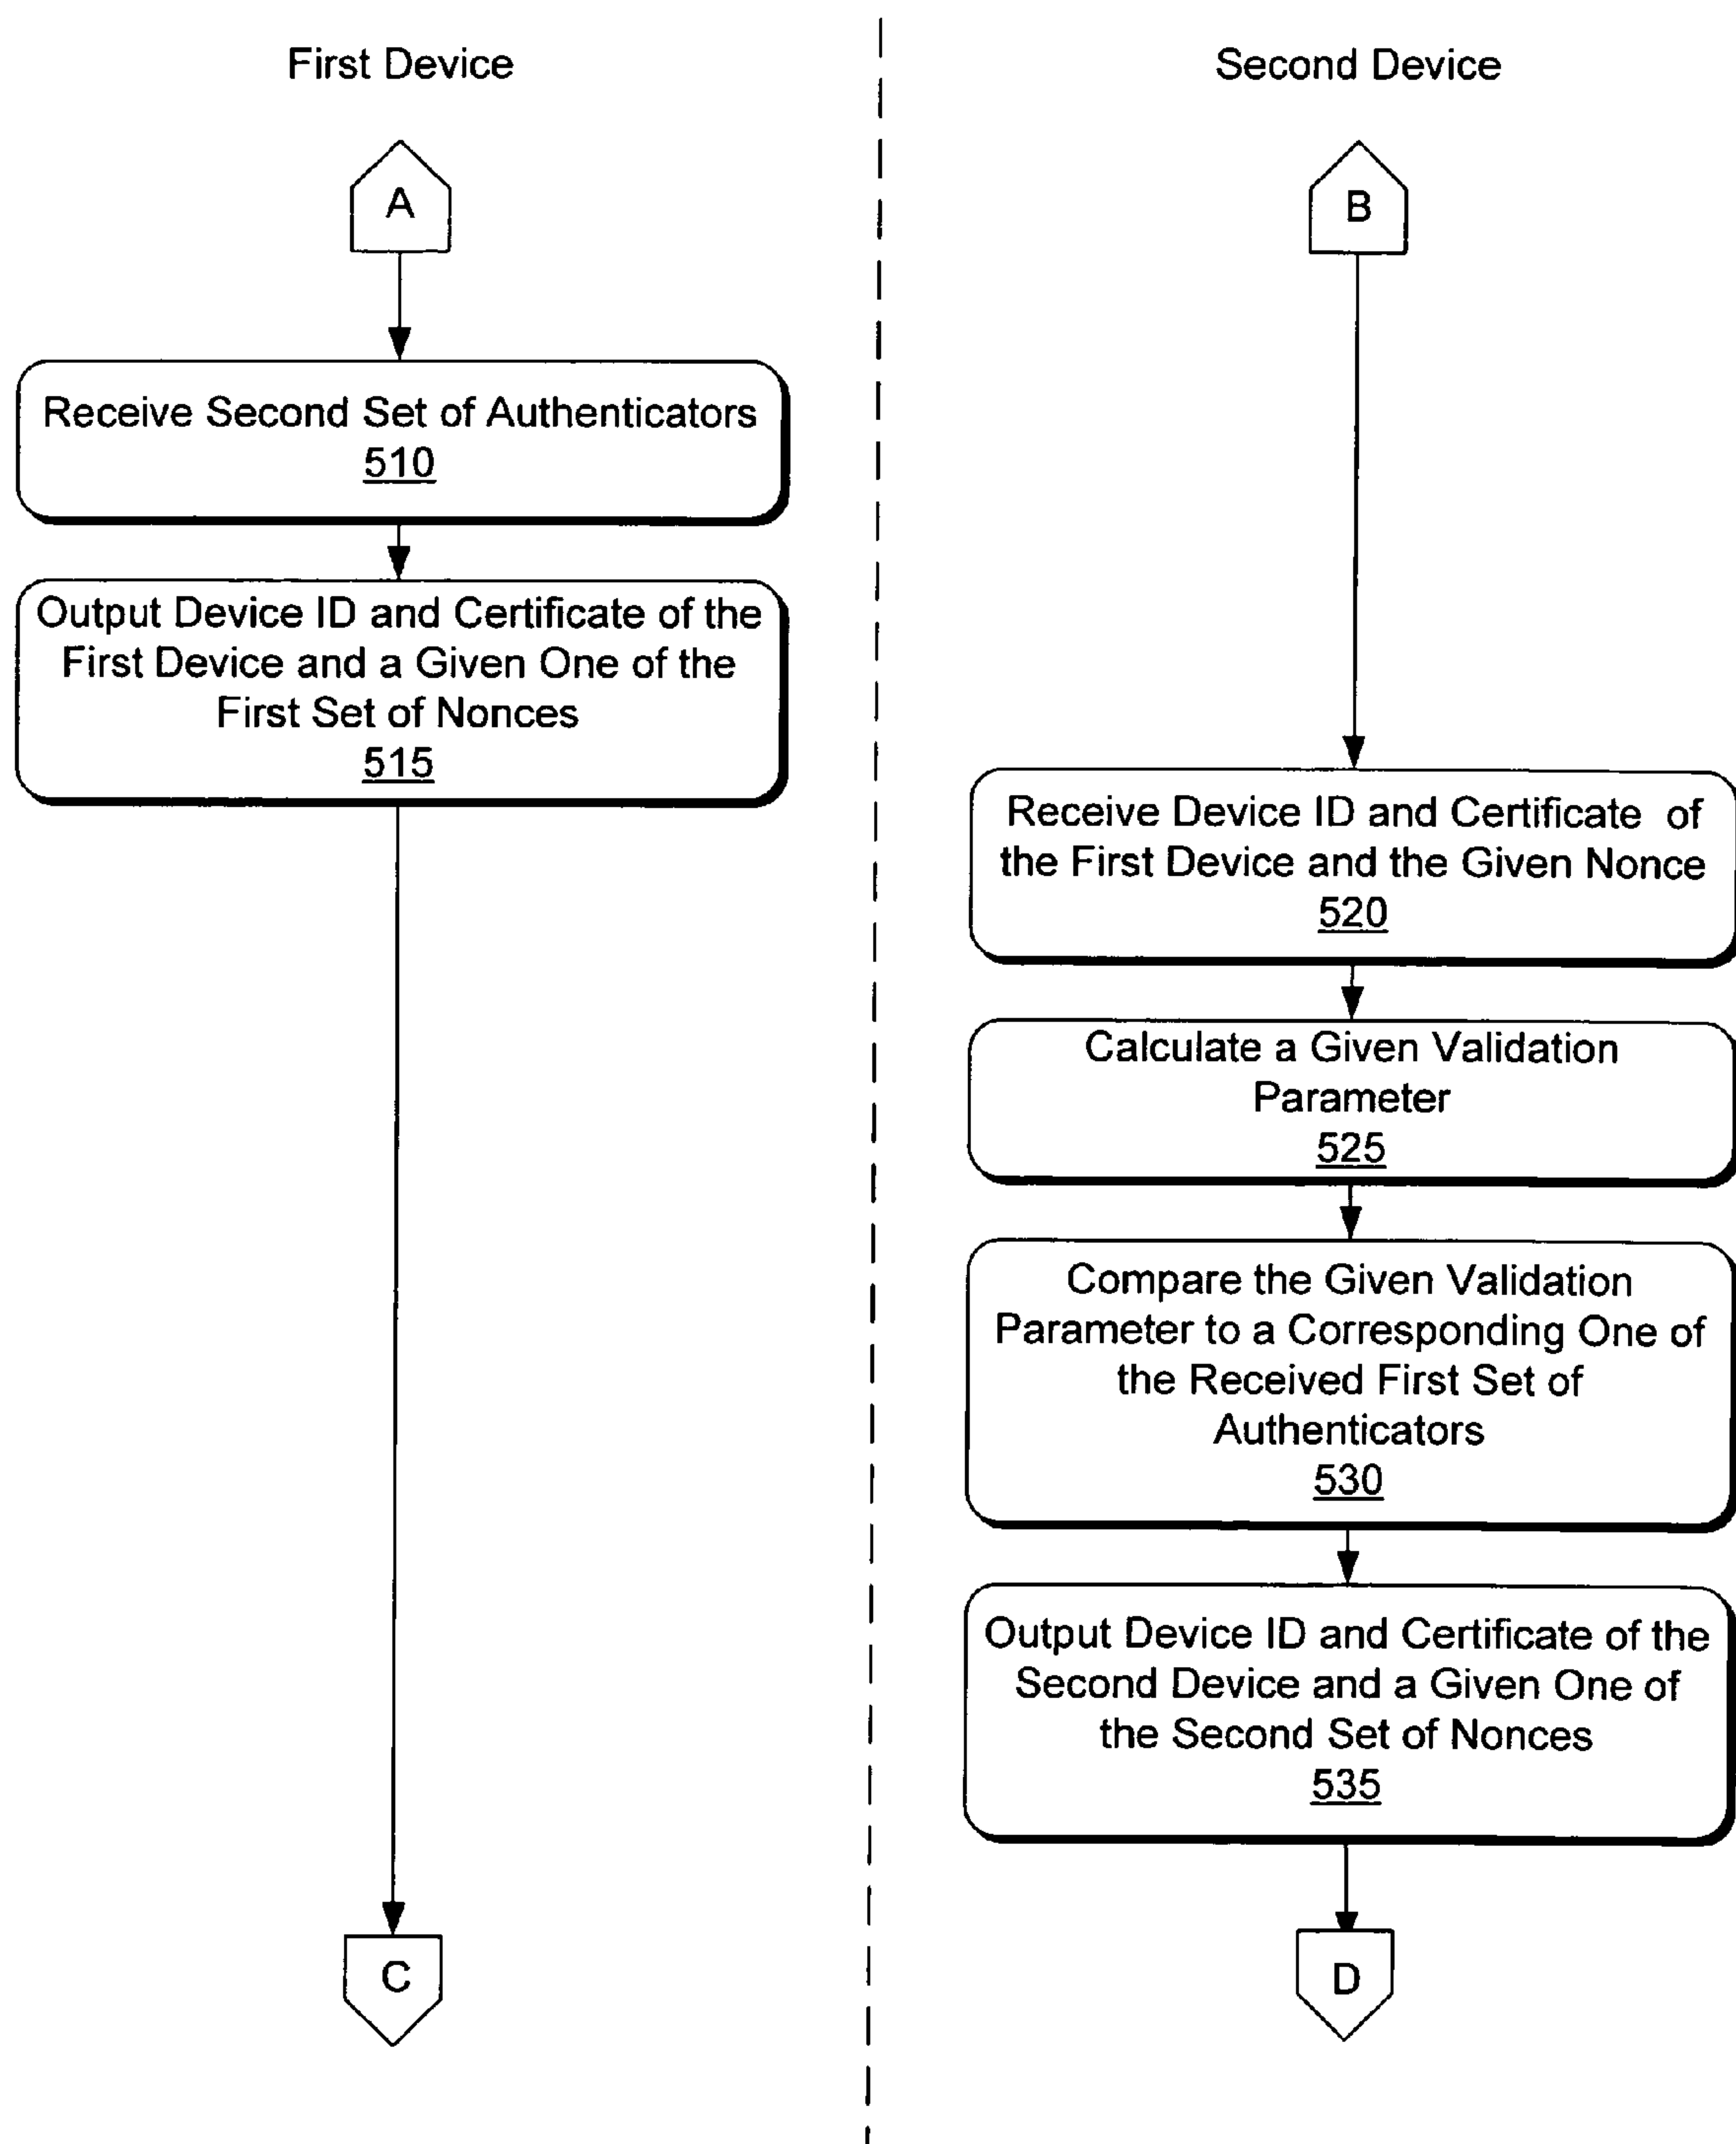 First Device
A
Receive Second Set of Authenticators
510
Output Device ID and Certificate of the
First Device and a Given One of the
First Set of Nonces
515
C
Second Device
B
Receive Device ID and Certificate of
the First Device and the Given Nonce
520
Calculate a Given Validation
Parameter
525
Compare the Given Validation
Parameter to a Corresponding One of
the Received First Set of
Authenticators
530
Output Device ID and Certificate of the
Second Device and a Given One of
the Second Set of Nonces
535
D